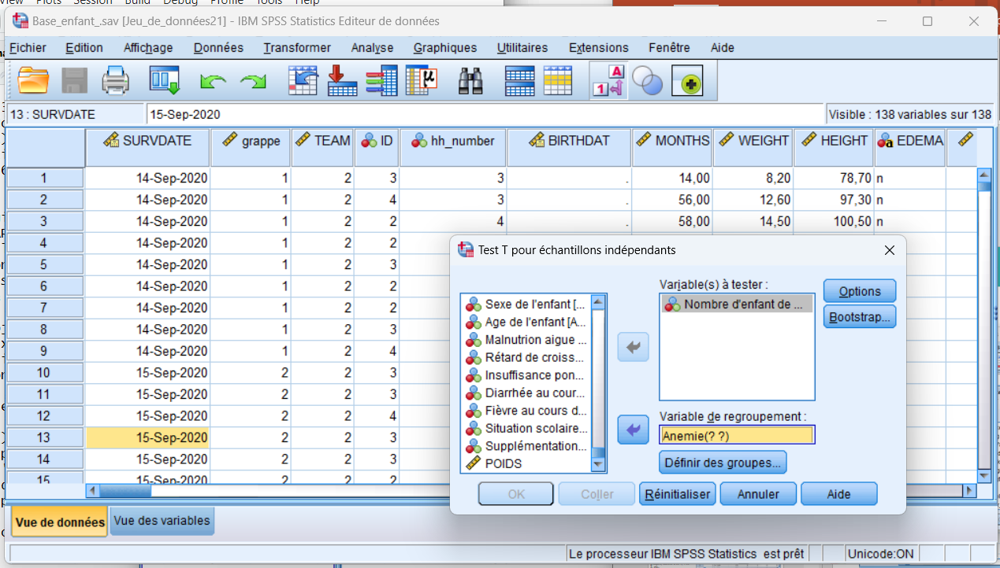 View Plots Session Build Debug Profile Tools Help
Base_enfant_.sav [Jeu_de_données21] - IBM SPSS Statistics Editeur de données
Fichier Edition Affichage Données Transformer Analyse Graphiques Utilitaires Extensions Fenêtre Aide
13 : SURVDATE 15-Sep-2020 Visible : 138 variables sur 138
SURVDATE grappe TEAM ID hh_number BIRTHDAT MONTHS WEIGHT HEIGHT EDEMA
1 14-Sep-2020 1 2 3 3 . 14,00 8,20 78,70 n
2 14-Sep-2020 1 2 4 3 . 56,00 12,60 97,30 n
3 14-Sep-2020 1 2 2 4 . 58,00 14,50 100,50 n
4 14-Sep-2020 1 2 2
5 14-Sep-2020 1 2 3
6 14-Sep-2020 1 2 2
7 14-Sep-2020 1 2 2
8 14-Sep-2020 1 2 3
9 14-Sep-2020 1 2 4
10 15-Sep-2020 2 2 3
11 15-Sep-2020 2 2 3
12 15-Sep-2020 2 2 4
13 15-Sep-2020 2 2 3
14 15-Sep-2020 2 2 3
15 15-Sep-2020 2 2 2
Test T pour échantillons indépendants
Sexe de l'enfant [...
Age de l'enfant [A...
Malnutrition aigue ...
Rétard de croiss...
Insuffisance pon...
Diarrhée au cour...
Fièvre au cours d...
Situation scolaire...
Supplémentation...
POIDS
Variable(s) à tester :
Nombre d'enfant de ...
Options
Bootstrap...
Variable de regroupement :
Anemie(? ?)
Définir des groupes...
OK Coller Réinitialiser Annuler Aide
Vue de données Vue des variables
Le processeur IBM SPSS Statistics est prêt Unicode:ON